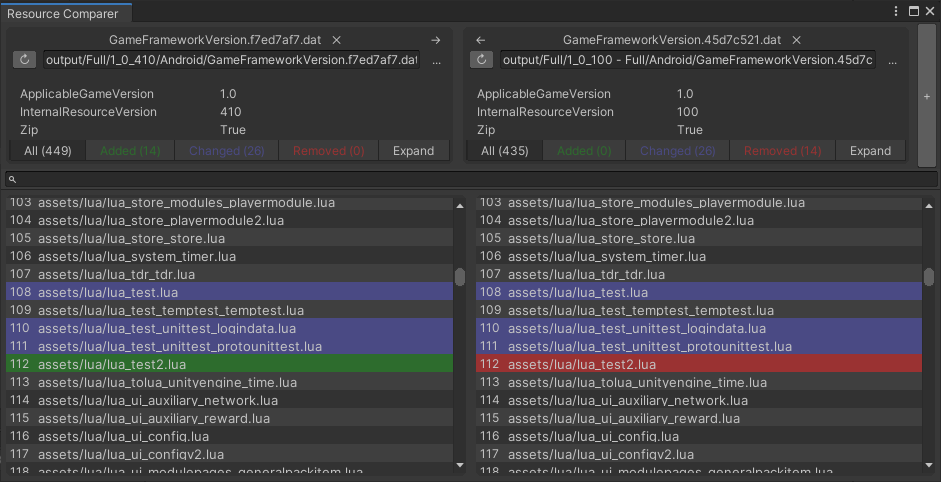 Resource Comparer
GameFrameworkVersion.f7ed7af7.dat
output/Full/1_0_410/Android/GameFrameworkVersion.f7ed7af7.dat ...
ApplicableGameVersion 1.0
InternalResourceVersion 410
Zip True
All (449) Added (14) Changed (26) Removed (0) Expand
GameFrameworkVersion.45d7c521.dat
output/Full/1_0_100 - Full/Android/GameFrameworkVersion.45d7c ...
ApplicableGameVersion 1.0
InternalResourceVersion 100
Zip True
All (435) Added (0) Changed (26) Removed (14) Expand
+
103 assets/lua/lua_store_modules_playermodule.lua
104 assets/lua/lua_store_playermodule2.lua
105 assets/lua/lua_store_store.lua
106 assets/lua/lua_system_timer.lua
107 assets/lua/lua_tdr_tdr.lua
108 assets/lua/lua_test.lua
109 assets/lua/lua_test_temptest_temptest.lua
110 assets/lua/lua_test_unittest_logindata.lua
111 assets/lua/lua_test_unittest_protounittest.lua
112 assets/lua/lua_test2.lua
113 assets/lua/lua_tolua_unityengine_time.lua
114 assets/lua/lua_ui_auxiliary_network.lua
115 assets/lua/lua_ui_auxiliary_reward.lua
116 assets/lua/lua_ui_config.lua
117 assets/lua/lua_ui_configv2.lua
118 assets/lua/lua_ui_modulepages_generalpackitem.lua
103 assets/lua/lua_store_modules_playermodule.lua
104 assets/lua/lua_store_playermodule2.lua
105 assets/lua/lua_store_store.lua
106 assets/lua/lua_system_timer.lua
107 assets/lua/lua_tdr_tdr.lua
108 assets/lua/lua_test.lua
109 assets/lua/lua_test_temptest_temptest.lua
110 assets/lua/lua_test_unittest_logindata.lua
111 assets/lua/lua_test_unittest_protounittest.lua
112 assets/lua/lua_test2.lua
113 assets/lua/lua_tolua_unityengine_time.lua
114 assets/lua/lua_ui_auxiliary_network.lua
115 assets/lua/lua_ui_auxiliary_reward.lua
116 assets/lua/lua_ui_config.lua
117 assets/lua/lua_ui_configv2.lua
118 assets/lua/lua_ui_modulepages_generalpackitem.lua